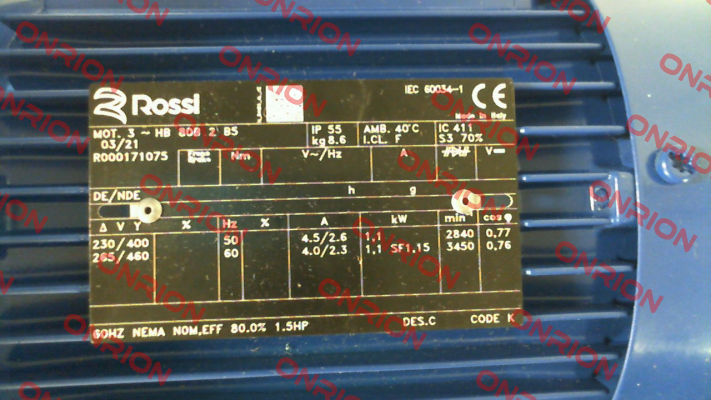 Rossi
IEC 60034-1 CE
Made in Italy
MOT. 3 ~ HB 80B 2 B5 IP 55 AMB. 40°C IC 411
03/21 kg 8.6 I.CL. F S3 70%
R000171075 Nm V~/Hz A V
DE/NDE h g
Δ V Y % Hz % A kW min cos φ
230/400 50 4.5/2.6 1,1 2840 0,77
265/460 60 4.0/2.3 1,1 SF1,15 3450 0,76
60HZ NEMA NOM,EFF 80.0% 1.5HP DES.C CODE K
ONRION